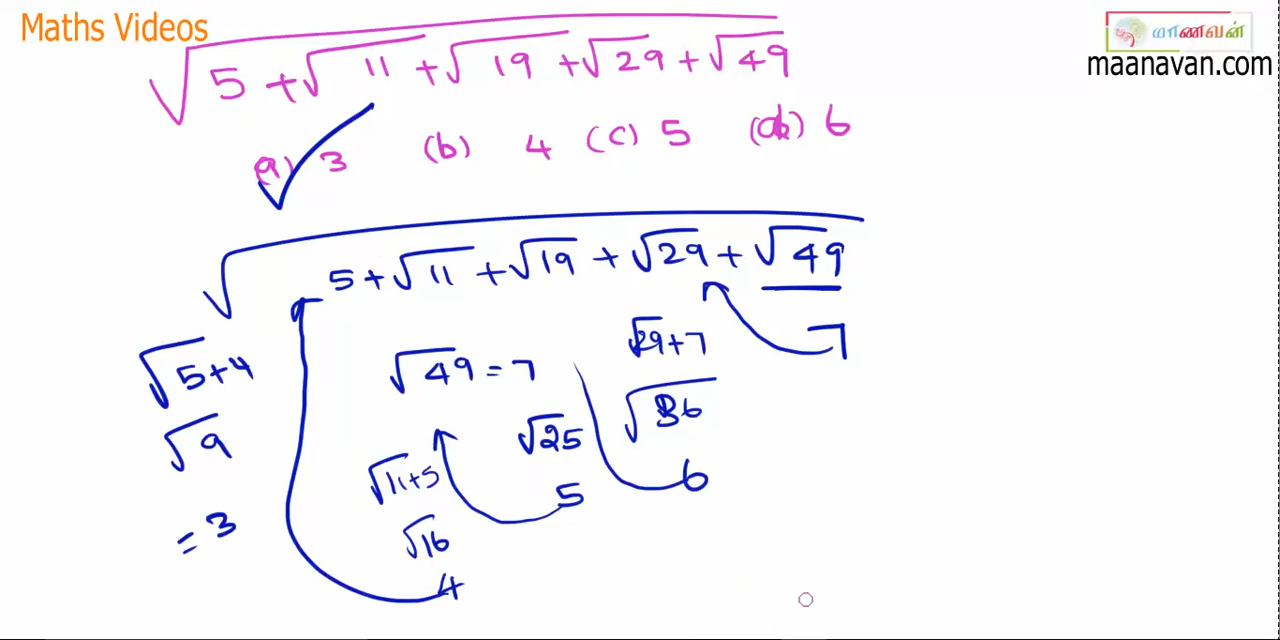 Maths Videos
மாணவன்
maanavan.com
√5 + √11 + √19 + √29 + √49
(a) 3 (b) 4 (c) 5 (d) 6
√5 + √11 + √19 + √29 + √49
√29+7 7
√5+4 √49 = 7
√36
√9 √25
√11+5 6
5
= 3 √16
4